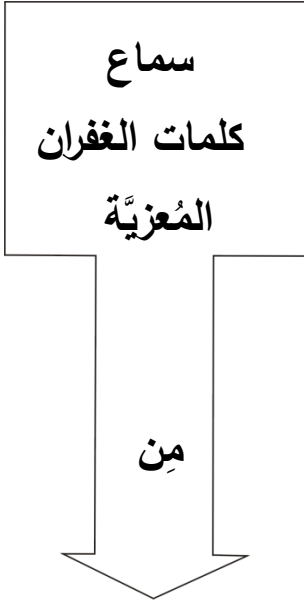 سماع
كلمات الغفران
المُعزيَّة
مِن